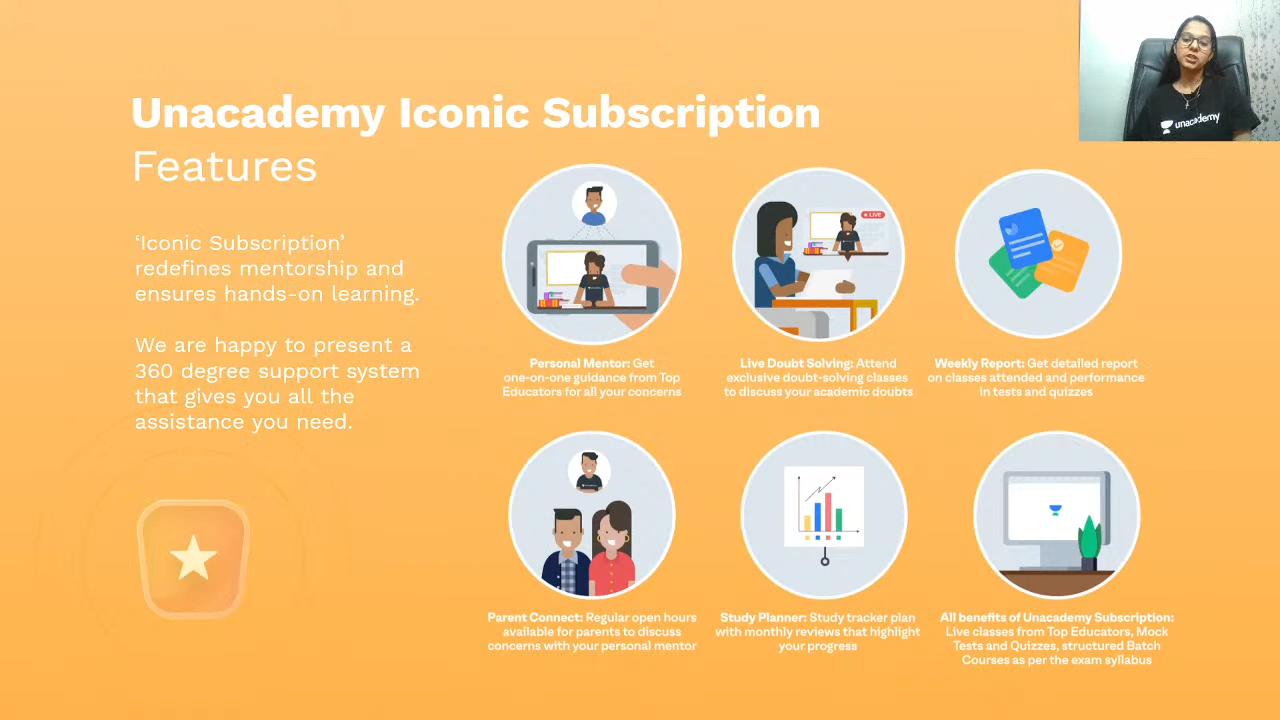 Unacademy Iconic Subscription
Features
‘Iconic Subscription’
redefines mentorship and
ensures hands-on learning.
We are happy to present a
360 degree support system
that gives you all the
assistance you need.
unacademy
LIVE
Personal Mentor: Get
one-on-one guidance from Top
Educators for all your concerns
Live Doubt Solving: Attend
exclusive doubt-solving classes
to discuss your academic doubts
Weekly Report: Get detailed report
on classes attended and performance
in tests and quizzes
Parent Connect: Regular open hours
available for parents to discuss
concerns with your personal mentor
Study Planner: Study tracker plan
with monthly reviews that highlight
your progress
All benefits of Unacademy Subscription:
Live classes from Top Educators, Mock
Tests and Quizzes, structured Batch
Courses as per the exam syllabus